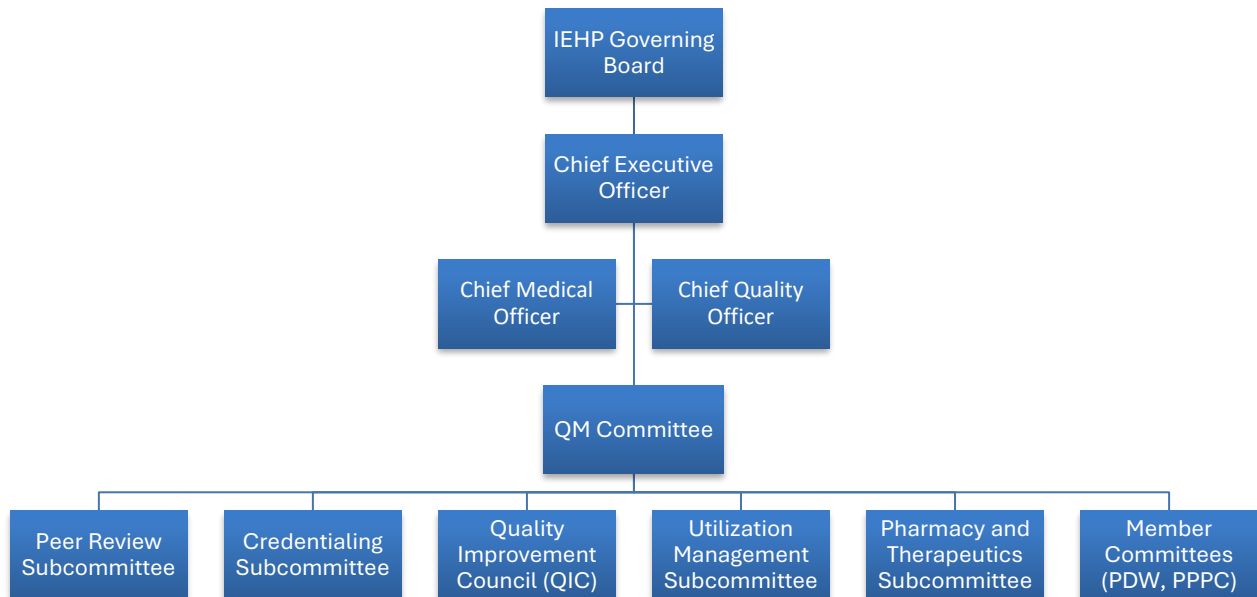 IEHP Governing
Board
Chief Executive
Officer
Chief Medical
Officer
Chief Quality
Officer
QM Committee
Peer Review
Subcommittee
Credentialing
Subcommittee
Quality
Improvement
Council (QIC)
Utilization
Management
Subcommittee
Pharmacy and
Therapeutics
Subcommittee
Member
Committees
(PDW, PPPC)